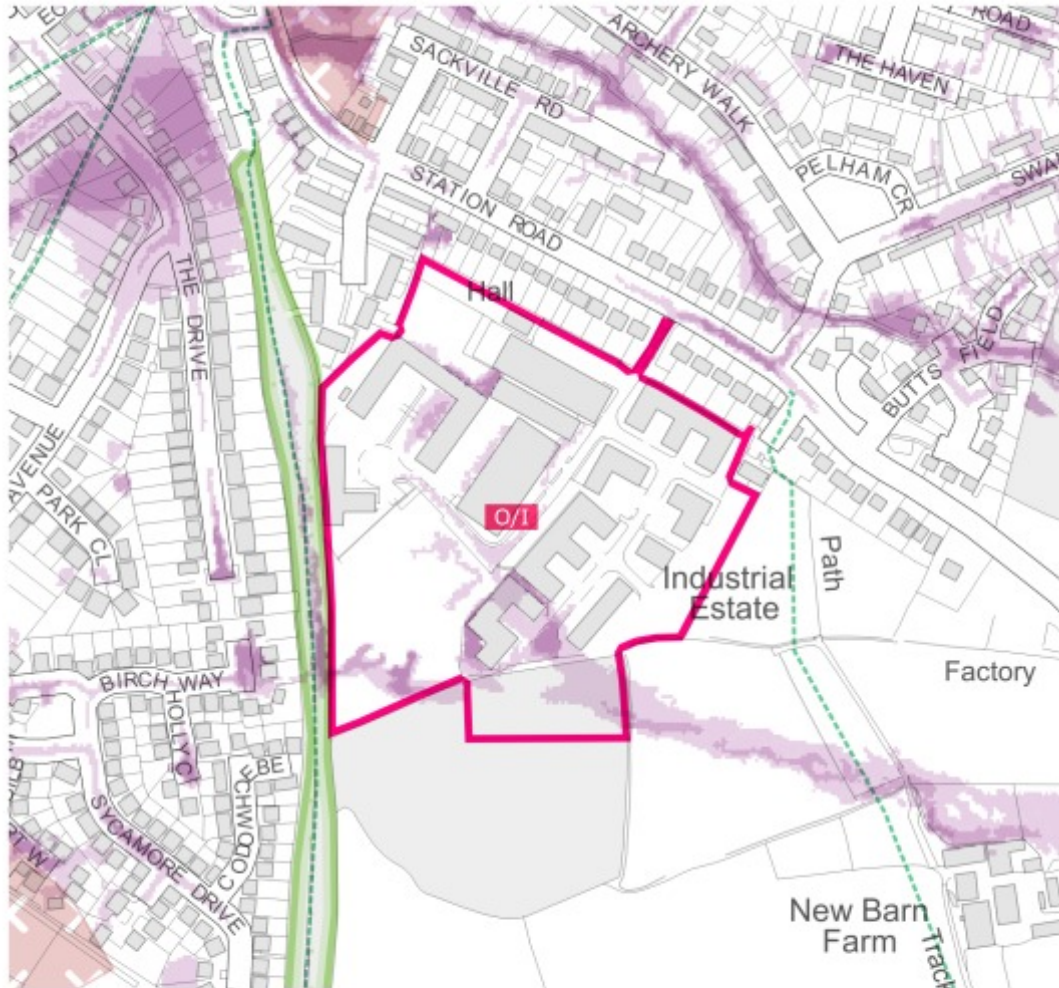 ROAD
SACKVILLE RD
ARCHERY WALK
THE HAVEN
STATION ROAD
PELHAM CR
THE DRIVE
Hall
BUTTS FIELD
AVENUE
PARK CL
O/I
Industrial
Estate
Path
Factory
BIRCH WAY
HOLLY C
SYCAMORE DRIVE
New Barn
Farm
Track